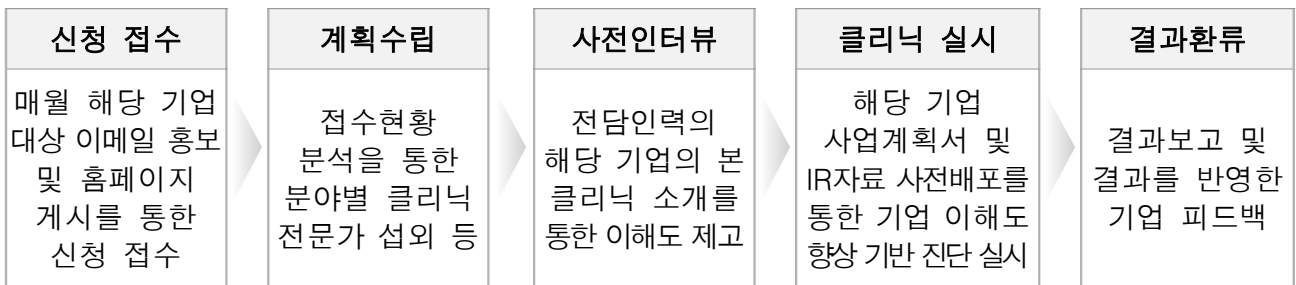 신청 접수
매월 해당 기업
대상 이메일 홍보
및 홈페이지
게시를 통한
신청 접수
계획수립
접수현황
분석을 통한
분야별 클리닉
전문가 섭외 등
사전인터뷰
전담인력의
해당 기업의 본
클리닉 소개를
통한 이해도 제고
클리닉 실시
해당 기업
사업계획서 및
IR자료 사전배포를
통한 기업 이해도
향상 기반 진단 실시
결과환류
결과보고 및
결과를 반영한
기업 피드백